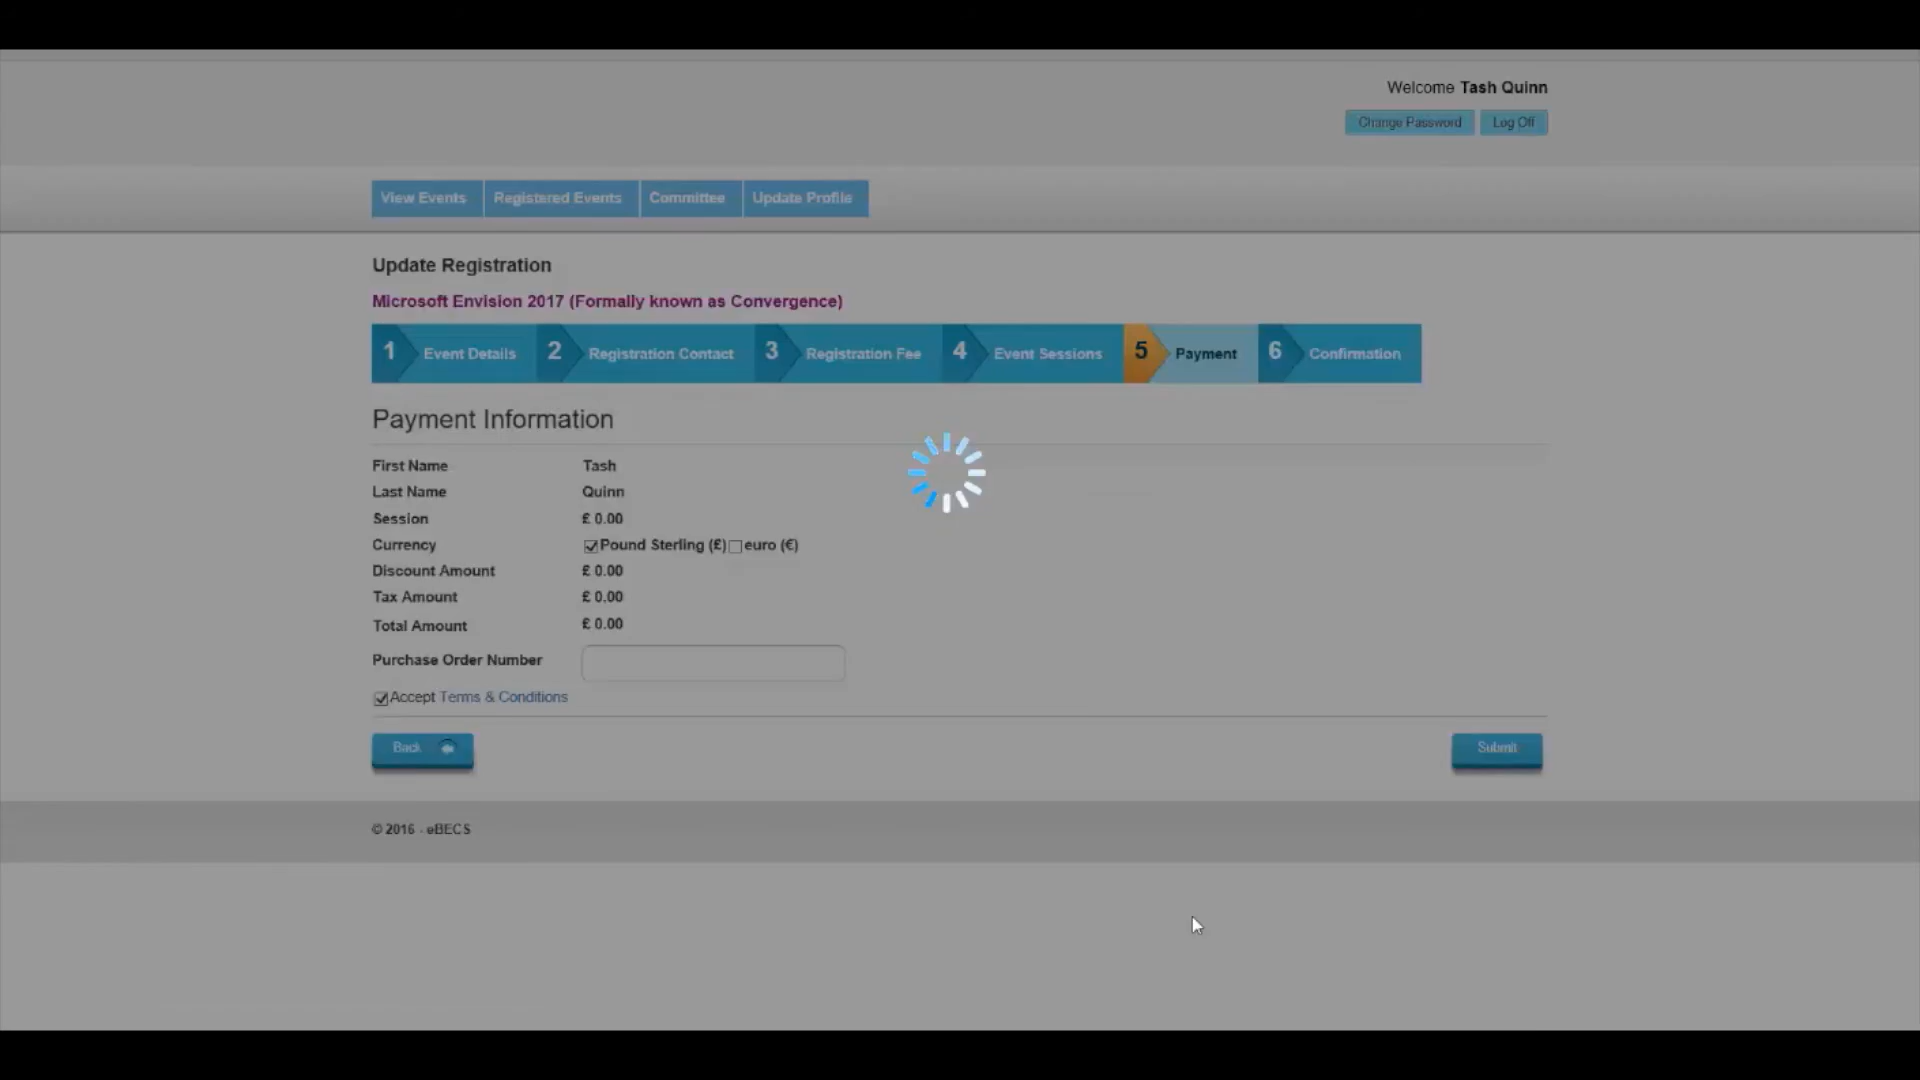 Welcome Tash Quinn
Change Password Log Off
View Events Registered Events Committee Update Profile
Update Registration
Microsoft Envision 2017 (Formally known as Convergence)
1 Event Details 2 Registration Contact 3 Registration Fee 4 Event Sessions 5 Payment 6 Confirmation
Payment Information
First Name Tash
Last Name Quinn
Session £ 0.00
Currency Pound Sterling (£) euro (€)
Discount Amount £ 0.00
Tax Amount £ 0.00
Total Amount £ 0.00
Purchase Order Number
Accept Terms & Conditions
Back Submit
© 2016 - eBECS